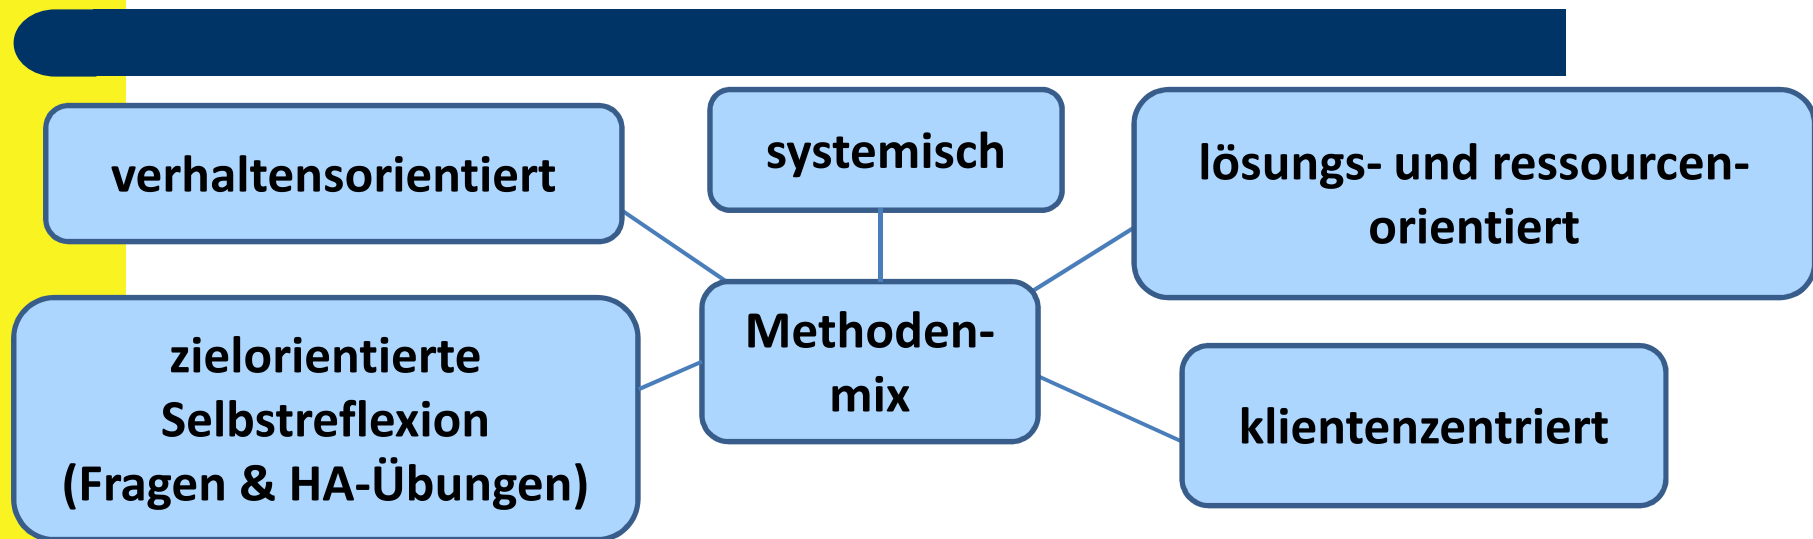 verhaltensorientiert
systemisch
lösungs- und ressourcen-
orientiert
zielorientierte
Selbstreflexion
(Fragen & HA-Übungen)
Methoden-
mix
klientenzentriert